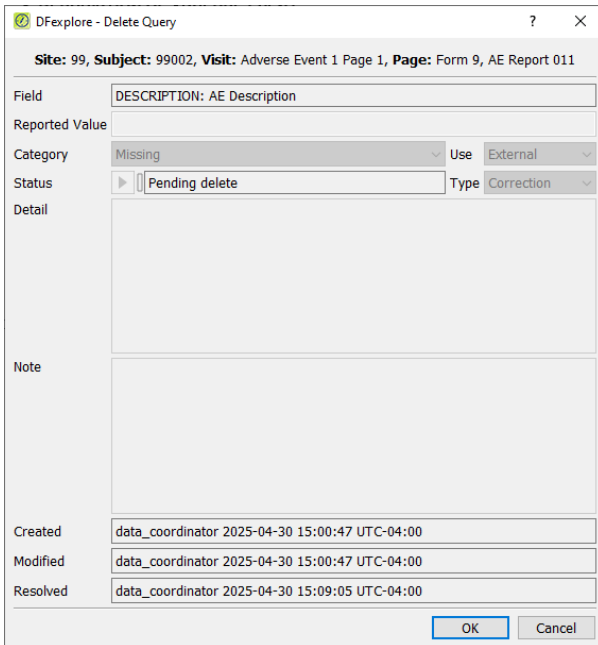 DFexplore - Delete Query
Site: 99, Subject: 99002, Visit: Adverse Event 1 Page 1, Page: Form 9, AE Report 011
Field DESCRIPTION: AE Description
Reported Value
Category Missing Use External
Status Pending delete Type Correction
Detail
Note
Created data_coordinator 2025-04-30 15:00:47 UTC-04:00
Modified data_coordinator 2025-04-30 15:00:47 UTC-04:00
Resolved data_coordinator 2025-04-30 15:09:05 UTC-04:00
OK Cancel